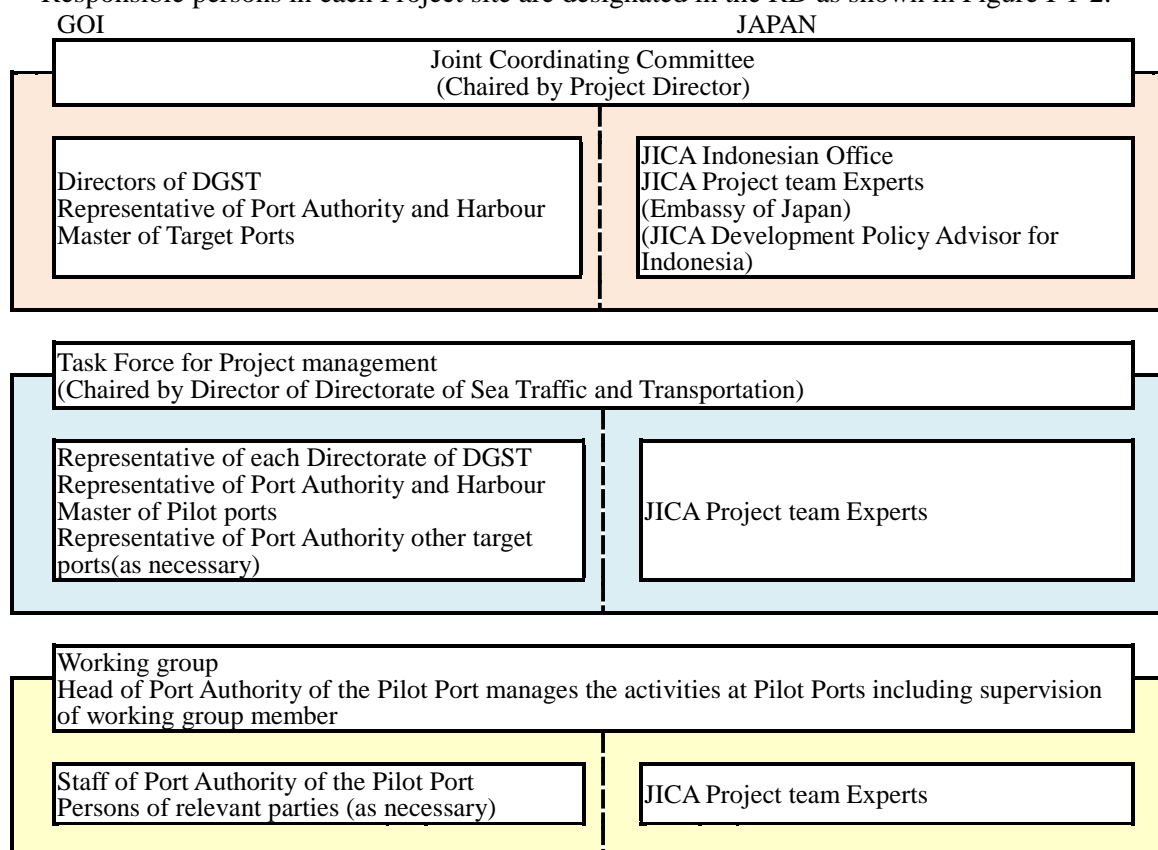 Responsible persons in each Project site are designated in the RD as shown in Figure 1-1-2.
GOI JAPAN
Joint Coordinating Committee
(Chaired by Project Director)
Directors of DGST
Representative of Port Authority and Harbour
Master of Target Ports
JICA Indonesian Office
JICA Project team Experts
(Embassy of Japan)
(JICA Development Policy Advisor for
Indonesia)
Task Force for Project management
(Chaired by Director of Directorate of Sea Traffic and Transportation)
Representative of each Directorate of DGST
Representative of Port Authority and Harbour
Master of Pilot ports
Representative of Port Authority other target
ports(as necessary)
JICA Project team Experts
Working group
Head of Port Authority of the Pilot Port manages the activities at Pilot Ports including supervision
of working group member
Staff of Port Authority of the Pilot Port
Persons of relevant parties (as necessary)
JICA Project team Experts